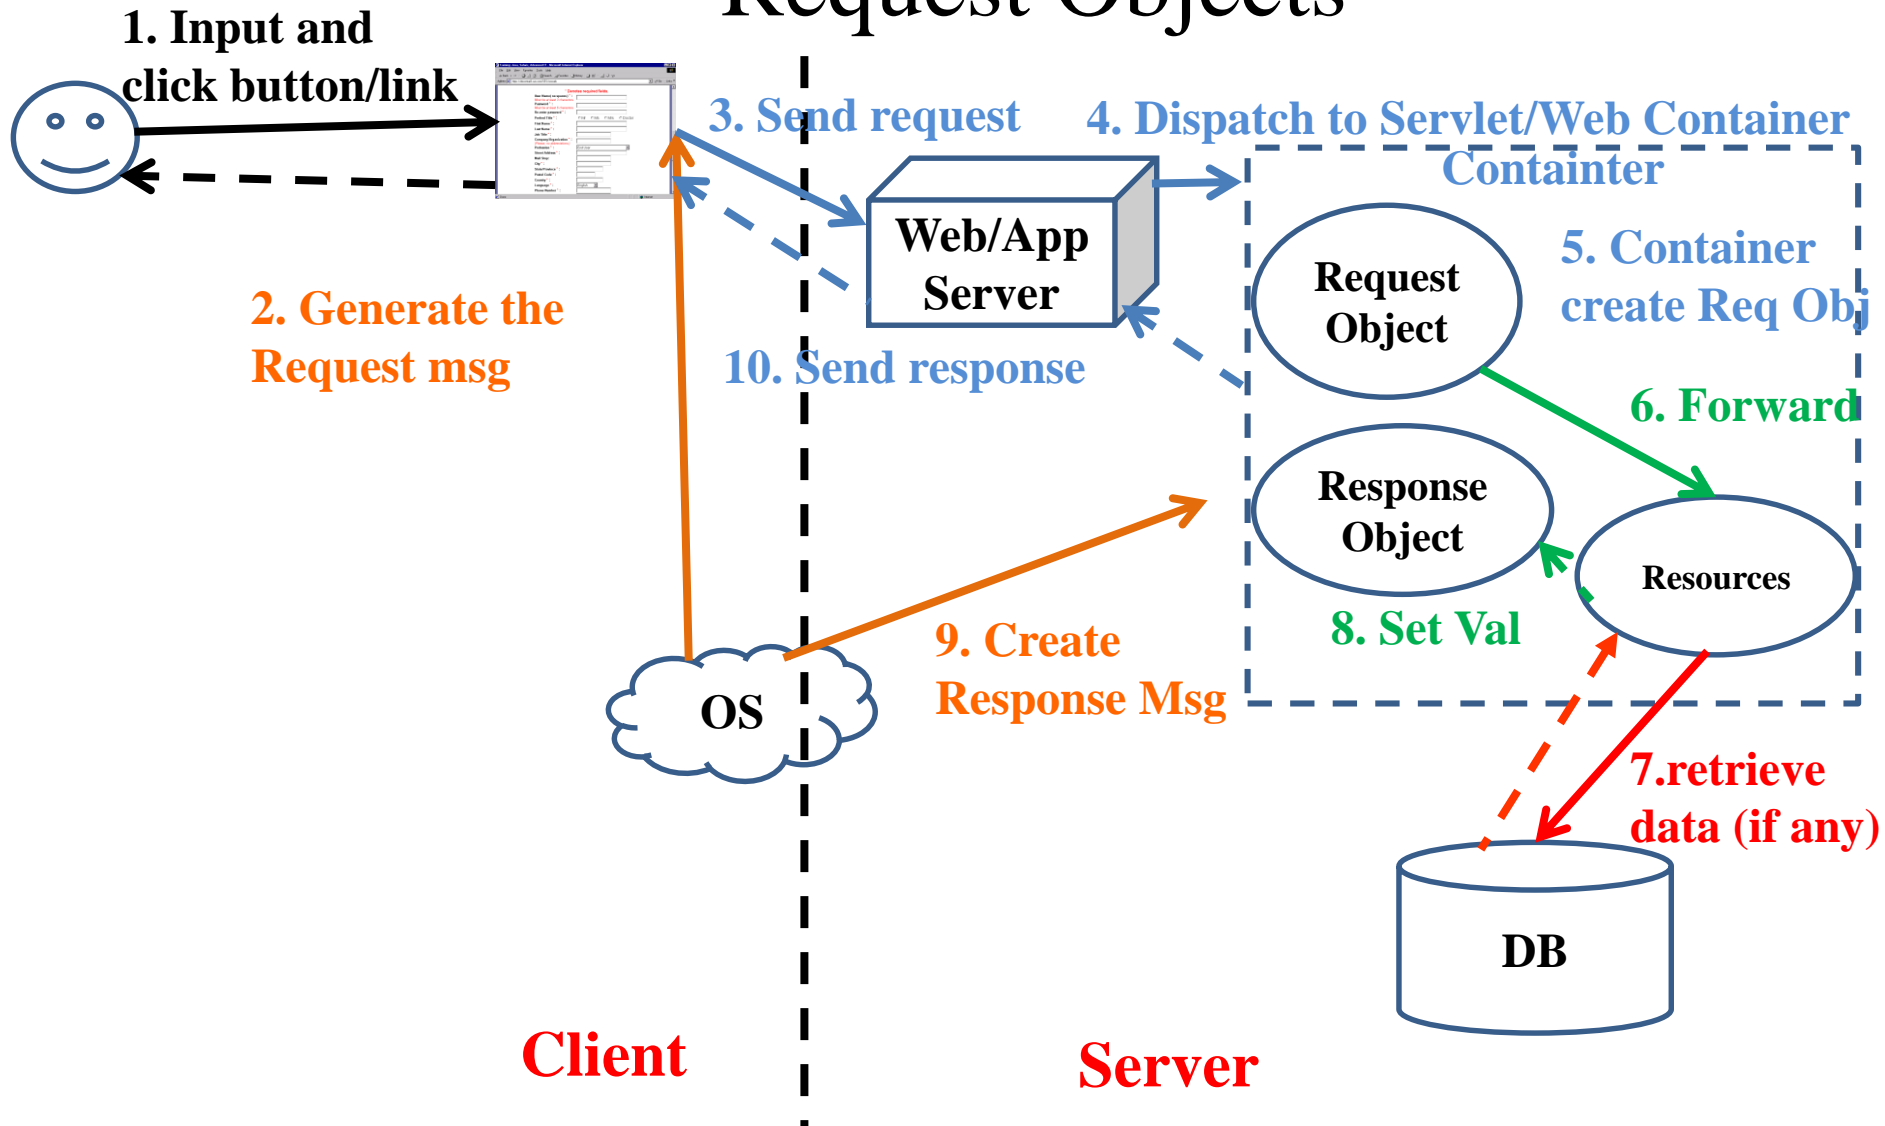 Request Objects
1. Input and
click button/link
3. Send request
4. Dispatch to Servlet/Web Container
Containter
Web/App
Server
Request
Object
5. Container
create Req Obj
2. Generate the
Request msg
10. Send response
6. Forward
Response
Object
Resources
8. Set Val
9. Create
Response Msg
OS
7.retrieve
data (if any)
DB
Client
Server